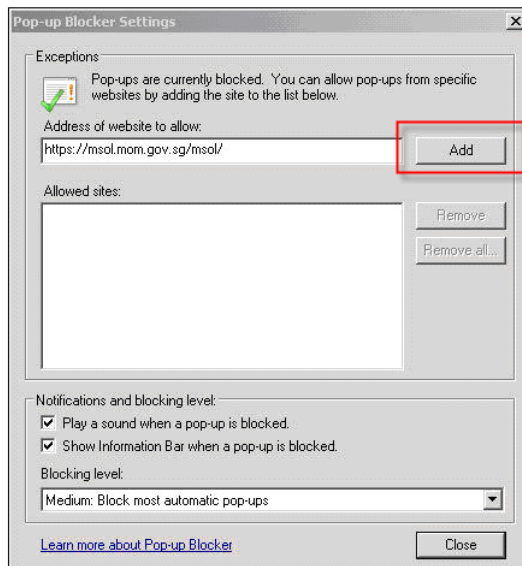 Pop-up Blocker Settings
Exceptions
Pop-ups are currently blocked. You can allow pop-ups from specific
websites by adding the site to the list below.
Address of website to allow:
https://msol.mom.gov.sg/msol/
Add
Allowed sites:
Remove
Remove all...
Notifications and blocking level:
Play a sound when a pop-up is blocked.
Show Information Bar when a pop-up is blocked.
Blocking level:
Medium: Block most automatic pop-ups
Learn more about Pop-up Blocker
Close